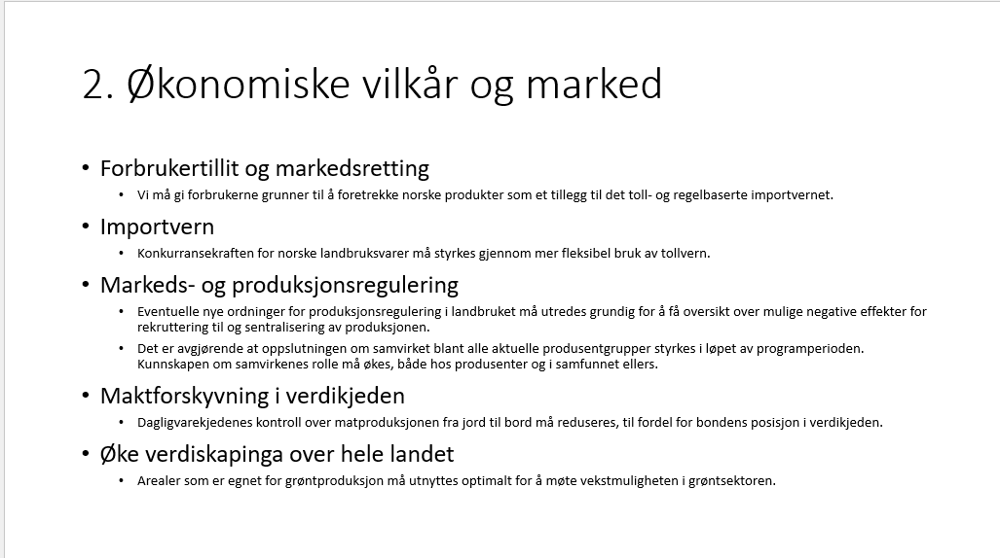 2. Økonomiske vilkår og marked
• Forbrukertillit og markedsretting
• Vi må gi forbrukerne grunner til å foretrekke norske produkter som et tillegg til det toll- og regelbaserte importvernet.
• Importvern
• Konkurransekraften for norske landbruksvarer må styrkes gjennom mer fleksibel bruk av tollvern.
• Markeds- og produksjonsregulering
• Eventuelle nye ordninger for produksjonsregulering i landbruket må utredes grundig for å få oversikt over mulige negative effekter for
rekruttering til og sentralisering av produksjonen.
• Det er avgjørende at oppslutningen om samvirket blant alle aktuelle produsentgrupper styrkes i løpet av programperioden.
Kunnskapen om samvirkenes rolle må økes, både hos produsenter og i samfunnet ellers.
• Maktforskyvning i verdikjeden
• Dagligvarekjedenes kontroll over matproduksjonen fra jord til bord må reduseres, til fordel for bondens posisjon i verdikjeden.
• Øke verdiskapinga over hele landet
• Arealer som er egnet for grøntproduksjon må utnyttes optimalt for å møte vekstmuligheten i grøntsektoren.